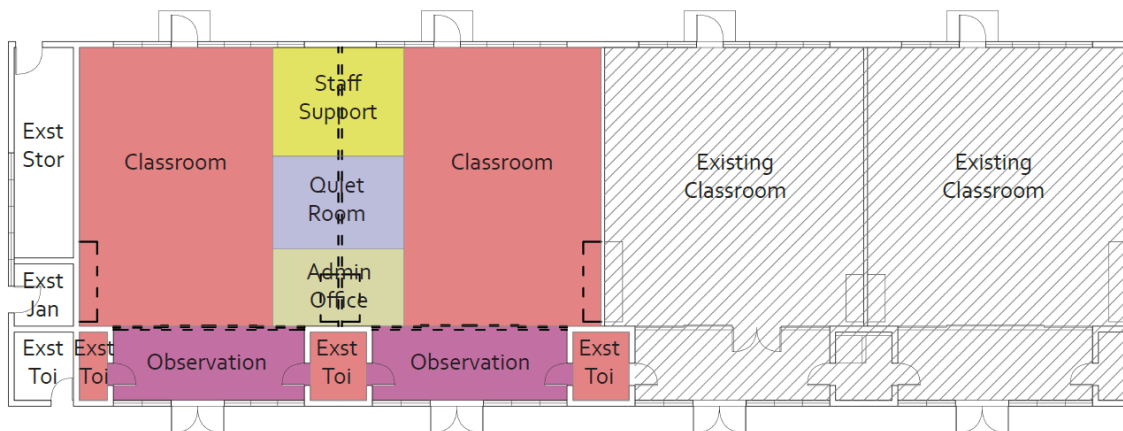 Staff
Support
Exst
Stor
Classroom
Classroom
Existing
Classroom
Existing
Classroom
Quiet
Room
Admin
Office
Exst
Jan
Exst
Toi
Exst
Toi
Observation
Exst
Toi
Observation
Exst
Toi